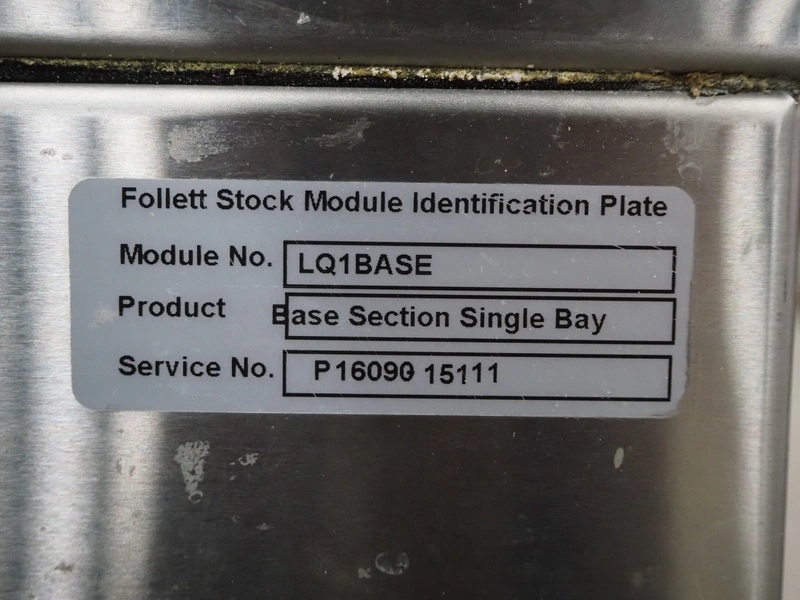 Follett Stock Module Identification Plate
Module No. LQ1BASE
Product Base Section Single Bay
Service No. P16090 15111